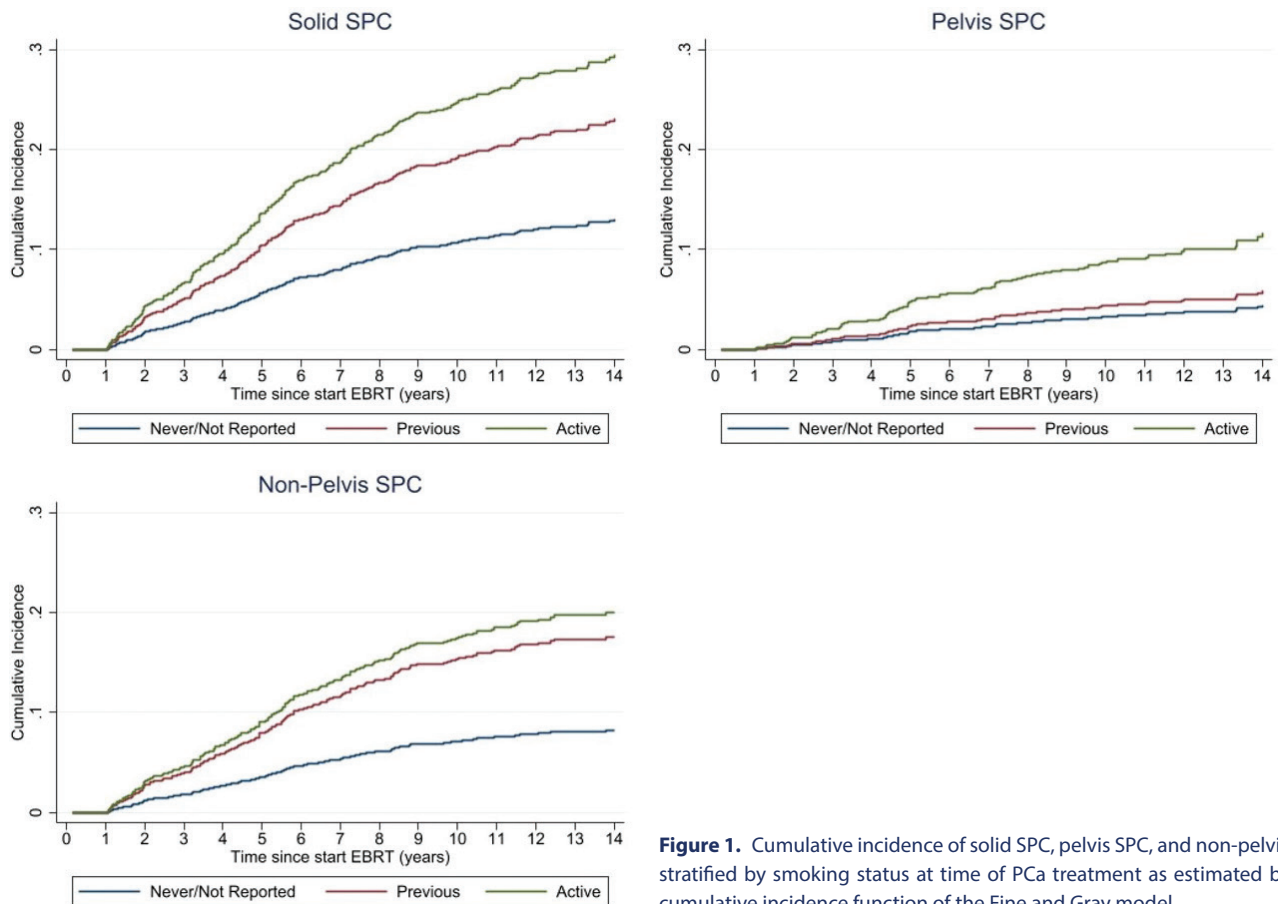 Solid SPC
Cumulative Incidence
.3
.2
.1
0
0 1 2 3 4 5 6 7 8 9 10 11 12 13 14
Time since start EBRT (years)
Never/Not Reported Previous Active
Pelvis SPC
Cumulative Incidence
.3
.2
.1
0
0 1 2 3 4 5 6 7 8 9 10 11 12 13 14
Time since start EBRT (years)
Never/Not Reported Previous Active
Non-Pelvis SPC
Cumulative Incidence
.3
.2
.1
0
0 1 2 3 4 5 6 7 8 9 10 11 12 13 14
Time since start EBRT (years)
Never/Not Reported Previous Active
Figure 1. Cumulative incidence of solid SPC, pelvis SPC, and non-pelvi
stratified by smoking status at time of PCa treatment as estimated b
cumulative incidence function of the Fine and Gray model